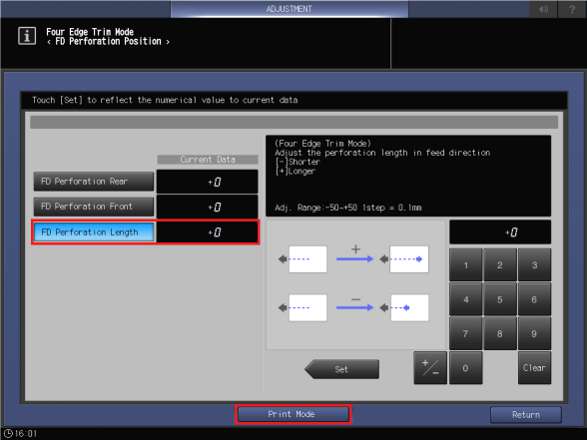 ADJUSTMENT
?
i
Four Edge Trim Mode
< FD Perforation Position >
Touch [Set] to reflect the numerical value to current data
Current Data
FD Perforation Rear +0
FD Perforation Front +0
FD Perforation Length +0
(Four Edge Trim Mode)
Adjust the perforation length in feed direction
[-]Shorter
[+]Longer
Adj. Range:-50~+50 1step = 0.1mm
+
−
+0
1 2 3
4 5 6
7 8 9
+/- 0 Clear
Set
Print Mode
Return
16:01